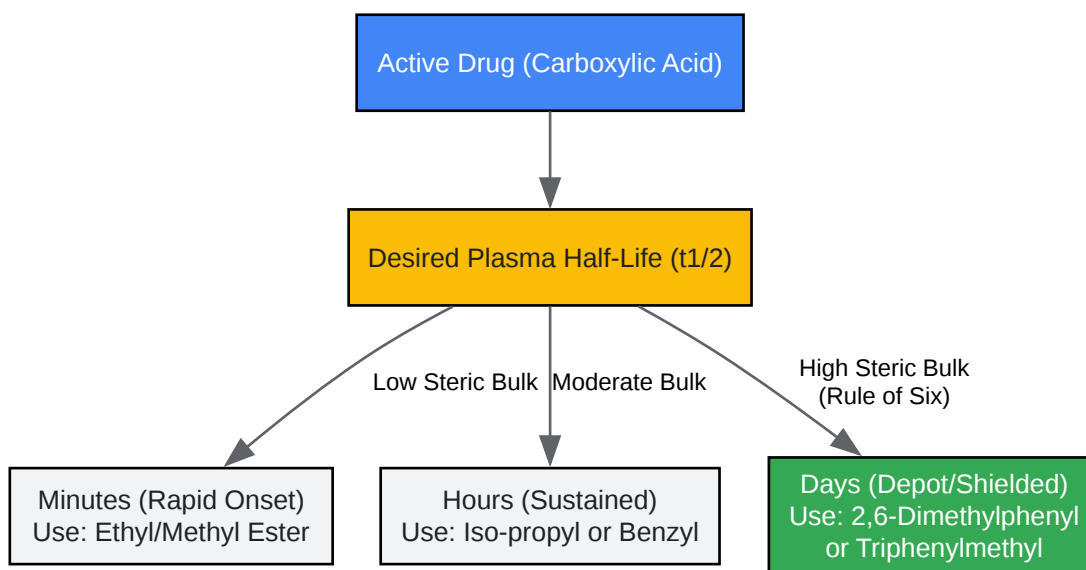 Active Drug (Carboxylic Acid)
Desired Plasma Half-Life (t1/2)
Low Steric Bulk
Moderate Bulk
High Steric Bulk
(Rule of Six)
Minutes (Rapid Onset)
Use: Ethyl/Methyl Ester
Hours (Sustained)
Use: Iso-propyl or Benzyl
Days (Depot/Shielded)
Use: 2,6-Dimethylphenyl
or Triphenylmethyl